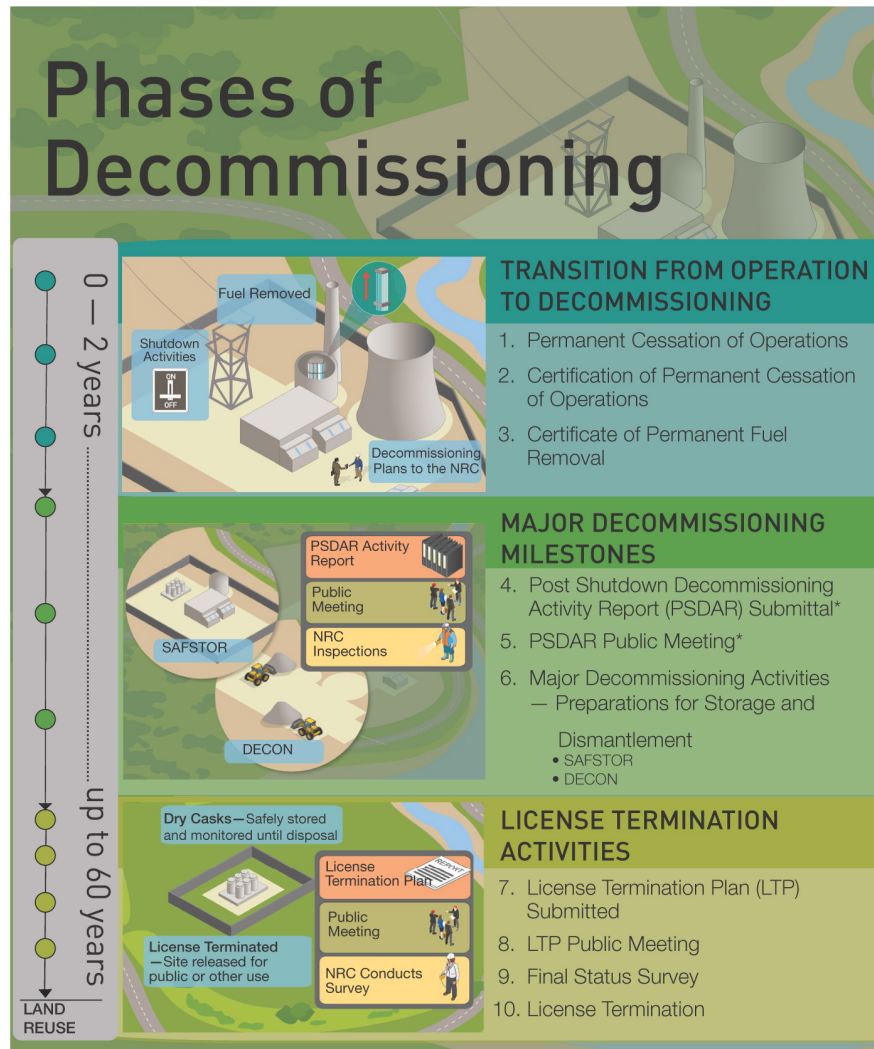 Phases of
Decommissioning
0 — 2 years
up to 60 years
LAND
REUSE
Fuel Removed
Shutdown
Activities
ON
OFF
Decommissioning
Plans to the NRC
TRANSITION FROM OPERATION
TO DECOMMISSIONING
1. Permanent Cessation of Operations
2. Certification of Permanent Cessation
of Operations
3. Certificate of Permanent Fuel
Removal
SAFSTOR
DECON
PSDAR Activity
Report
Public
Meeting
NRC
Inspections
MAJOR DECOMMISSIONING
MILESTONES
4. Post Shutdown Decommissioning
Activity Report (PSDAR) Submittal*
5. PSDAR Public Meeting*
6. Major Decommissioning Activities
— Preparations for Storage and
Dismantlement
• SAFSTOR
• DECON
Dry Casks—Safely stored
and monitored until disposal
License Terminated
—Site released for
public or other use
License
Termination Plan
REPORT
Public
Meeting
NRC Conducts
Survey
LICENSE TERMINATION
ACTIVITIES
7. License Termination Plan (LTP)
Submitted
8. LTP Public Meeting
9. Final Status Survey
10. License Termination